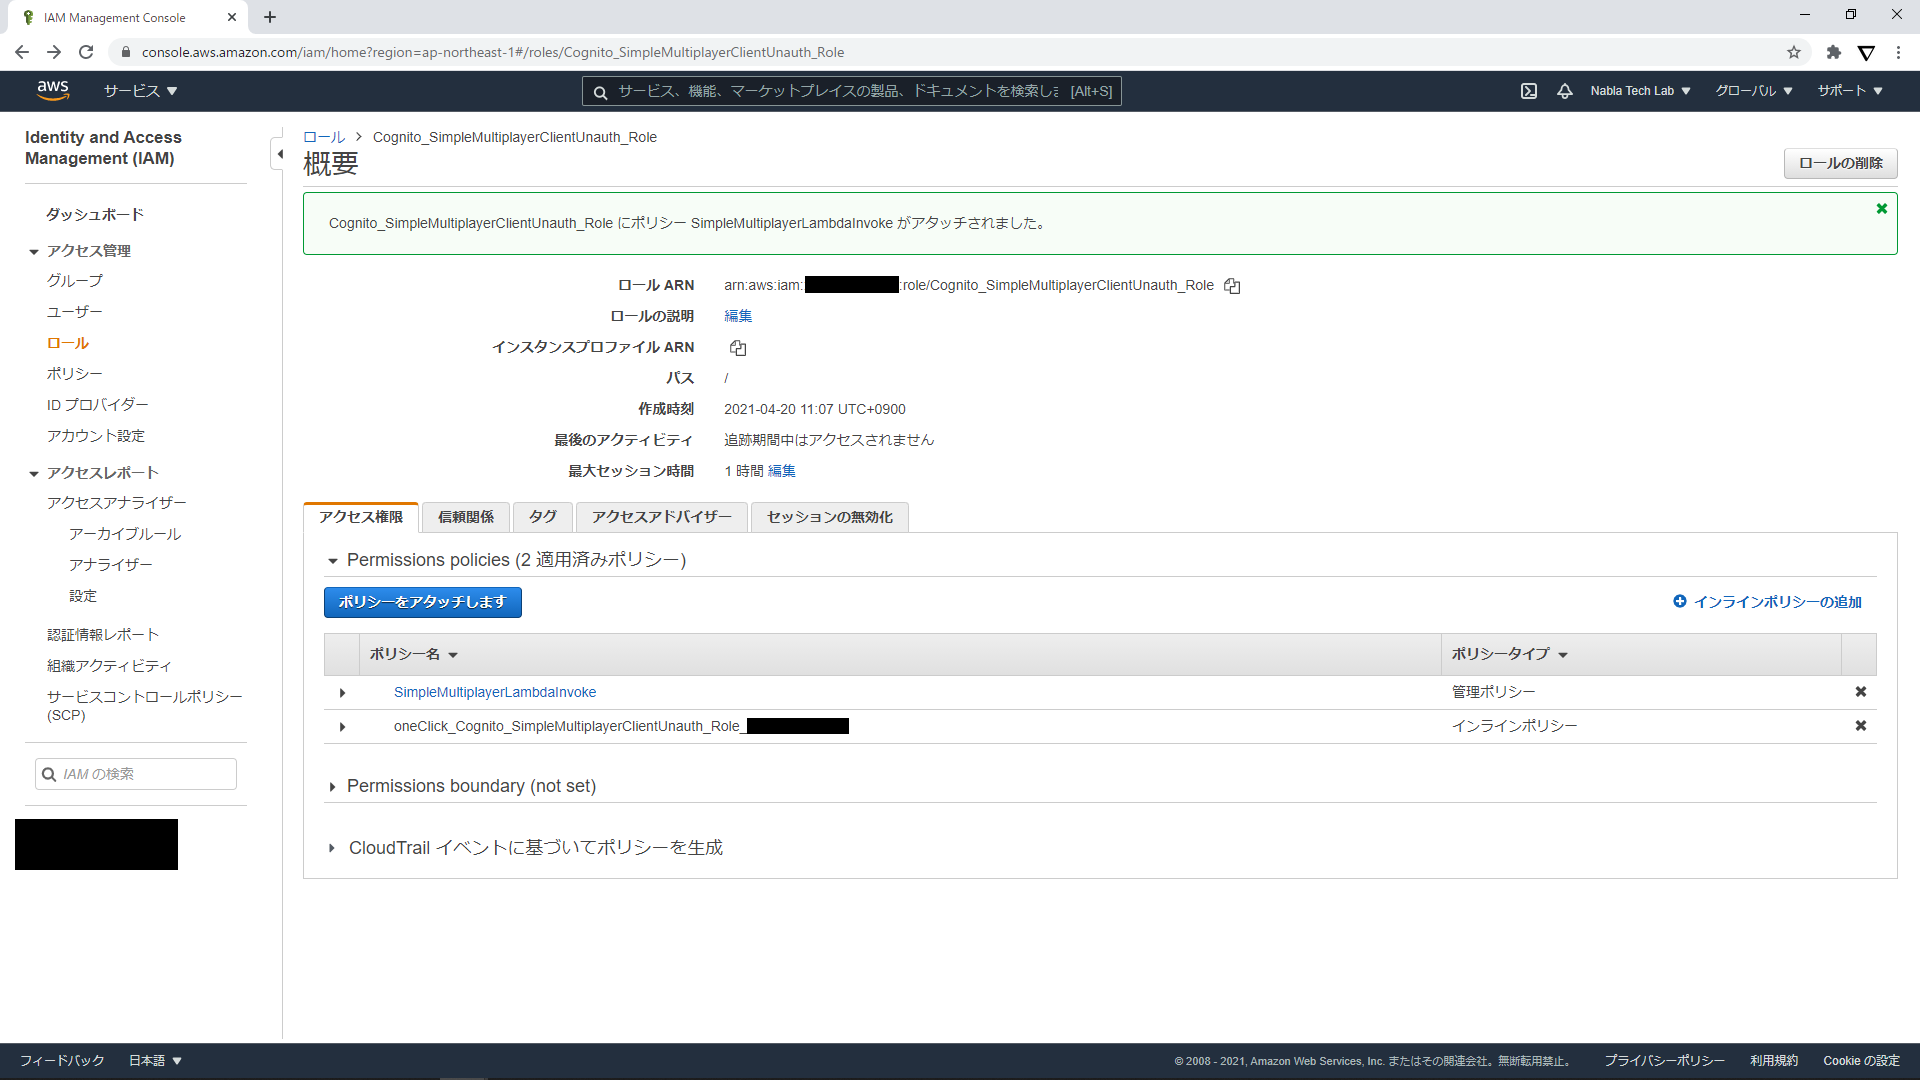 IAM Management Console
console.aws.amazon.com/iam/home?region=ap-northeast-1#/roles/Cognito_SimpleMultiplayerClientUnauth_Role
aws
サービス
サービス、機能、マーケットプレイスの製品、ドキュメントを検索しま [Alt+S]
Nabla Tech Lab
グローバル
サポート
Identity and Access
Management (IAM)
ダッシュボード
アクセス管理
グループ
ユーザー
ロール
ポリシー
ID プロバイダー
アカウント設定
アクセスレポート
アクセスアナライザー
アーカイブルール
アナライザー
設定
認証情報レポート
組織アクティビティ
サービスコントロールポリシー
(SCP)
IAM の検索
ロール > Cognito_SimpleMultiplayerClientUnauth_Role
概要
ロールの削除
Cognito_SimpleMultiplayerClientUnauth_Role にポリシー SimpleMultiplayerLambdaInvoke がアタッチされました。
ロール ARN arn:aws:iam: :role/Cognito_SimpleMultiplayerClientUnauth_Role
ロールの説明 編集
インスタンスプロファイル ARN
パス /
作成時刻 2021-04-20 11:07 UTC+0900
最後のアクティビティ 追跡期間中はアクセスされません
最大セッション時間 1 時間 編集
アクセス権限 信頼関係 タグ アクセスアドバイザー セッションの無効化
Permissions policies (2 適用済みポリシー)
ポリシーをアタッチします
インラインポリシーの追加
ポリシー名 ポリシータイプ
SimpleMultiplayerLambdaInvoke 管理ポリシー
oneClick_Cognito_SimpleMultiplayerClientUnauth_Role_ インラインポリシー
Permissions boundary (not set)
CloudTrail イベントに基づいてポリシーを生成
フィードバック
日本語
© 2008 - 2021, Amazon Web Services, Inc. またはその関連会社。無断転用禁止。
プライバシーポリシー
利用規約
Cookie の設定